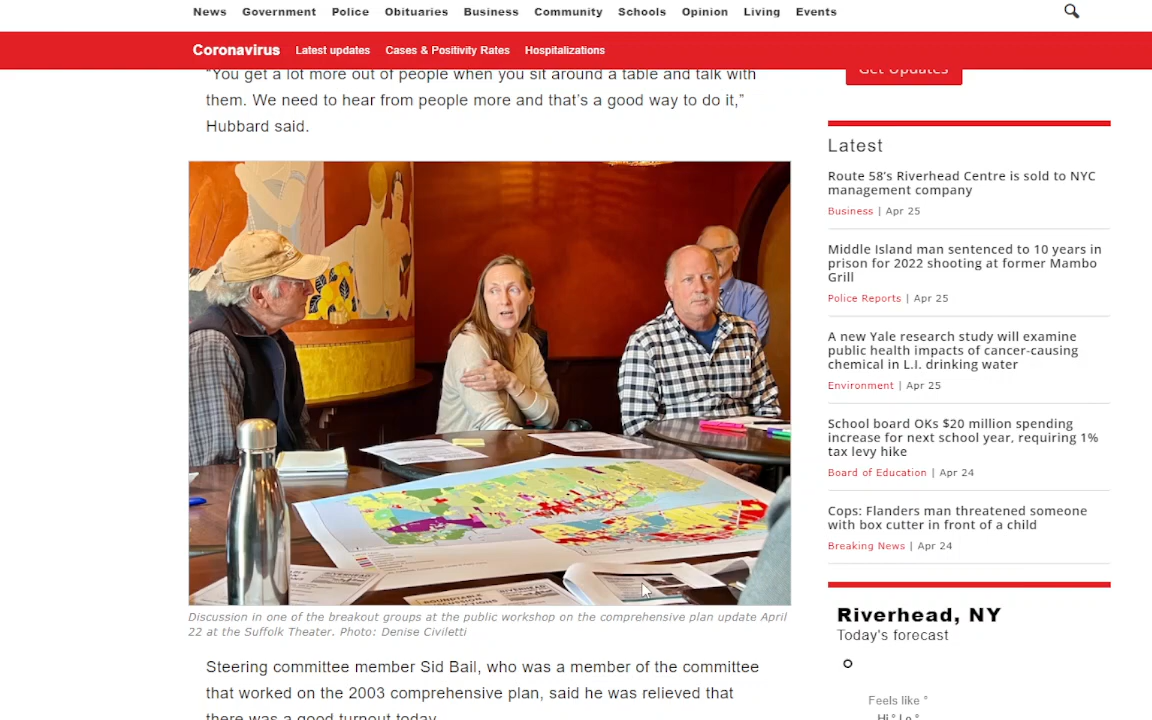 News Government Police Obituaries Business Community Schools Opinion Living Events
Coronavirus Latest updates Cases & Positivity Rates Hospitalizations
“You get a lot more out of people when you sit around a table and talk with
them. We need to hear from people more and that’s a good way to do it,”
Hubbard said.
Discussion in one of the breakout groups at the public workshop on the comprehensive plan update April
22 at the Suffolk Theater. Photo: Denise Civiletti
Steering committee member Sid Bail, who was a member of the committee
that worked on the 2003 comprehensive plan, said he was relieved that
there was a good turnout today.
Get Updates
Latest
Route 58’s Riverhead Centre is sold to NYC
management company
Business | Apr 25
Middle Island man sentenced to 10 years in
prison for 2022 shooting at former Mambo
Grill
Police Reports | Apr 25
A new Yale research study will examine
public health impacts of cancer-causing
chemical in L.I. drinking water
Environment | Apr 25
School board OKs $20 million spending
increase for next school year, requiring 1%
tax levy hike
Board of Education | Apr 24
Cops: Flanders man threatened someone
with box cutter in front of a child
Breaking News | Apr 24
Riverhead, NY
Today's forecast
Feels like °
Hi ° Lo °